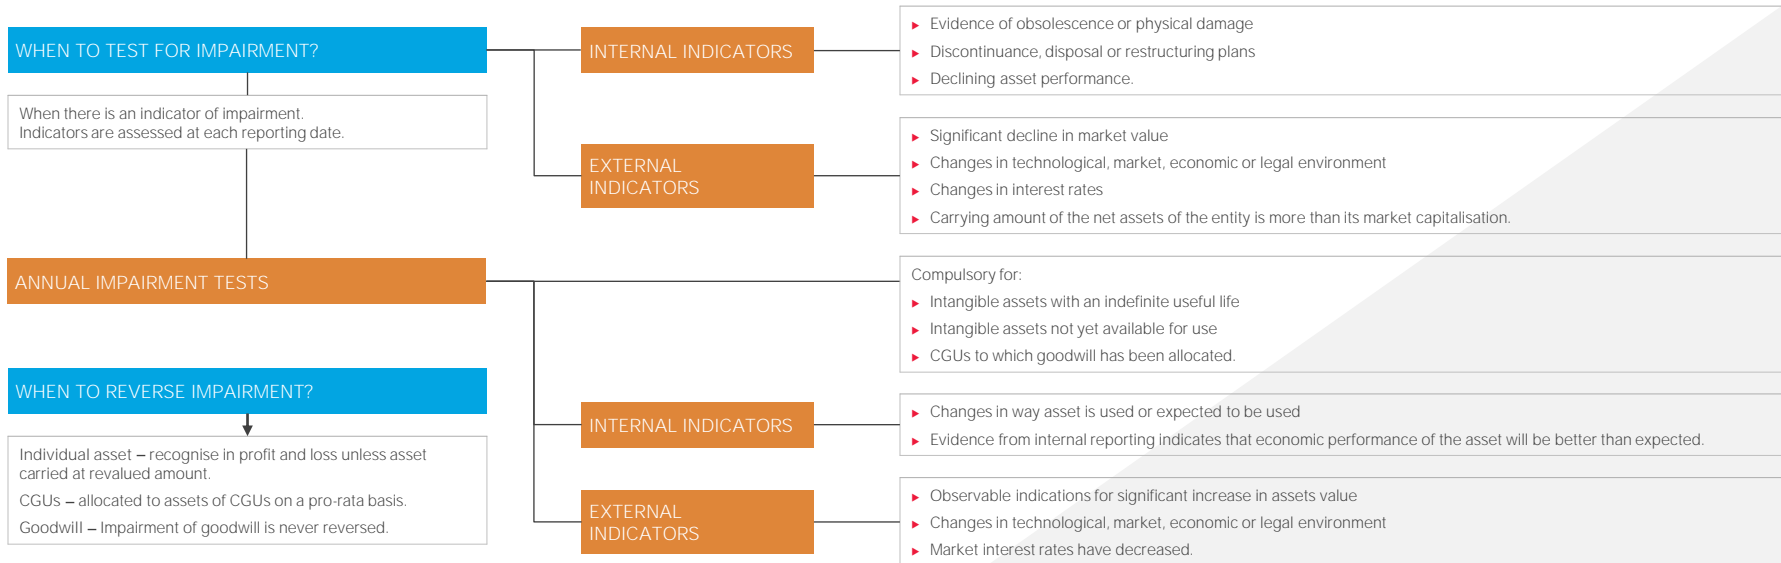 WHEN TO TEST FOR IMPAIRMENT?
When there is an indicator of impairment.
Indicators are assessed at each reporting date.
INTERNAL INDICATORS
► Evidence of obsolescence or physical damage
► Discontinuance, disposal or restructuring plans
► Declining asset performance.
EXTERNAL
INDICATORS
► Significant decline in market value
► Changes in technological, market, economic or legal environment
► Changes in interest rates
► Carrying amount of the net assets of the entity is more than its market capitalisation.
ANNUAL IMPAIRMENT TESTS
Compulsory for:
► Intangible assets with an indefinite useful life
► Intangible assets not yet available for use
► CGUs to which goodwill has been allocated.
WHEN TO REVERSE IMPAIRMENT?
Individual asset – recognise in profit and loss unless asset
carried at revalued amount.
CGUs – allocated to assets of CGUs on a pro-rata basis.
Goodwill – Impairment of goodwill is never reversed.
INTERNAL INDICATORS
► Changes in way asset is used or expected to be used
► Evidence from internal reporting indicates that economic performance of the asset will be better than expected.
EXTERNAL
INDICATORS
► Observable indications for significant increase in assets value
► Changes in technological, market, economic or legal environment
► Market interest rates have decreased.